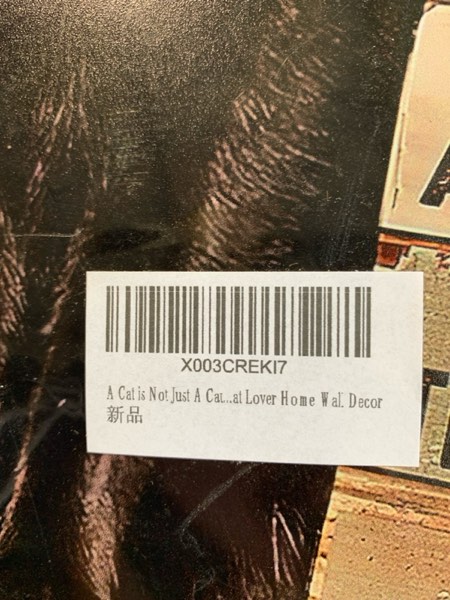 X003CREKI7
A Cat is Not Just A Cat...at Lover Home Wall Decor
新品